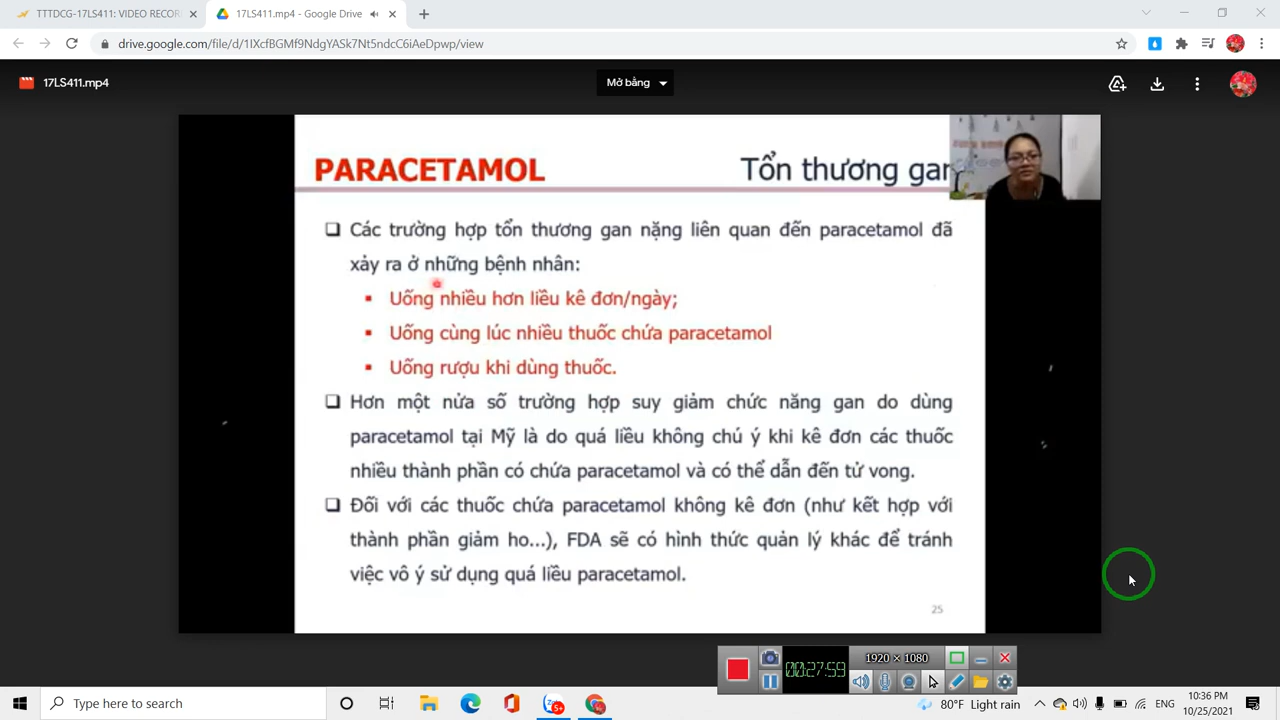 TTTDCG-17LS411: VIDEO RECOR
17LS411.mp4 - Google Drive
drive.google.com/file/d/1IXcfBGMf9NdgYASk7Nt5ndcC6iAeDpwp/view
17LS411.mp4
Mở bằng
PARACETAMOL Tổn thương gan
Các trường hợp tổn thương gan nặng liên quan đến paracetamol đã
xảy ra ở những bệnh nhân:
Uống nhiều hơn liều kê đơn/ngày;
Uống cùng lúc nhiều thuốc chứa paracetamol
Uống rượu khi dùng thuốc.
Hơn một nửa số trường hợp suy giảm chức năng gan do dùng
paracetamol tại Mỹ là do quá liều không chú ý khi kê đơn các thuốc
nhiều thành phần có chứa paracetamol và có thể dẫn đến tử vong.
Đối với các thuốc chứa paracetamol không kê đơn (như kết hợp với
thành phần giảm ho...), FDA sẽ có hình thức quản lý khác để tránh
việc vô ý sử dụng quá liều paracetamol.
25
1920 × 1080
00:27:59
Type here to search
5+
80°F Light rain
ENG
10:36 PM
10/25/2021